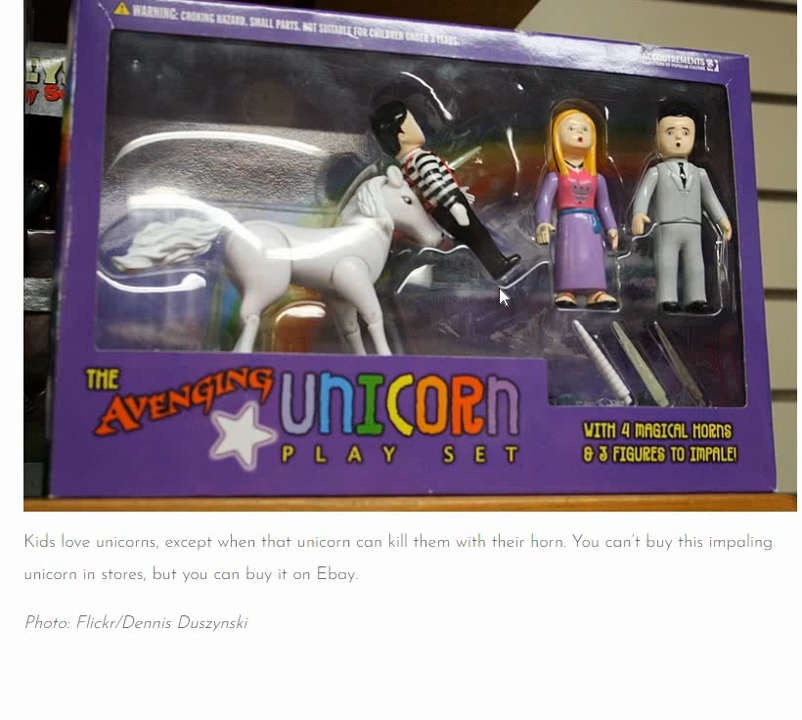 WARNING: CHOKING HAZARD, SMALL PARTS. NOT SUITABLE FOR CHILDREN UNDER 3 YEARS.
ACCOUTREMENTS
THE
AVENGING
UNICORN
PLAY SET
WITH 4 MAGICAL HORNS
& 3 FIGURES TO IMPALE!
Kids love unicorns, except when that unicorn can kill them with their horn. You can't buy this impaling
unicorn in stores, but you can buy it on Ebay.
Photo: Flickr/Dennis Duszynski